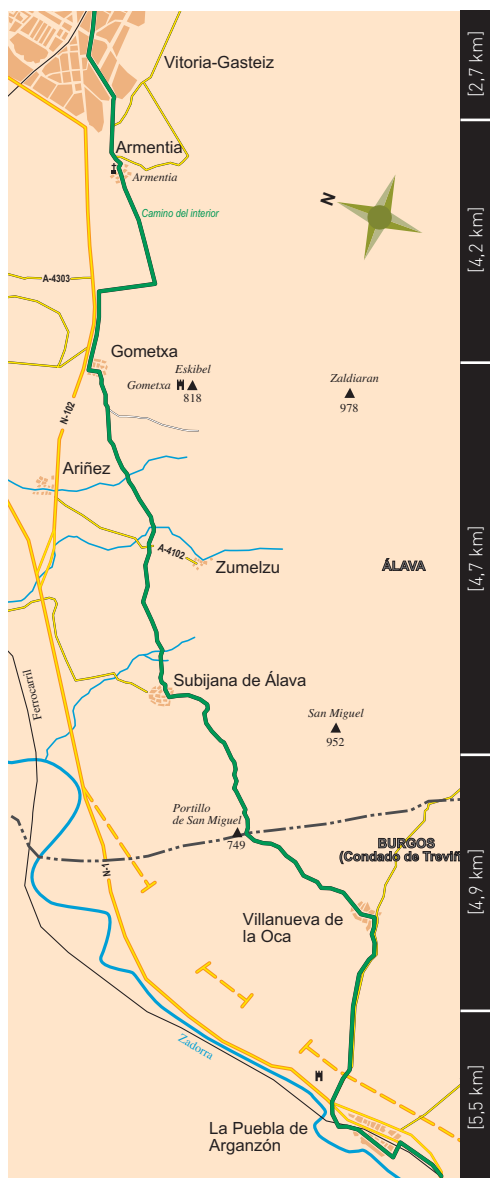 [2,7 km]
Vitoria-Gasteiz
Armentia
Armentia
N
Camino del interior
[4,2 km]
A-4303
Gometxa
Eskibel
Gometxa
818
Zaldiaran
978
N-102
Ariñez
A-4102
Zumelzu
ÁLAVA
[4,7 km]
Ferrocarril
Subijana de Álava
San Miguel
952
Portillo
de San Miguel
749
BURGOS
(Condado de Treviñ
N-1
[4,9 km]
Villanueva de
la Oca
Zadorra
La Puebla de
Arganzón
[5,5 km]